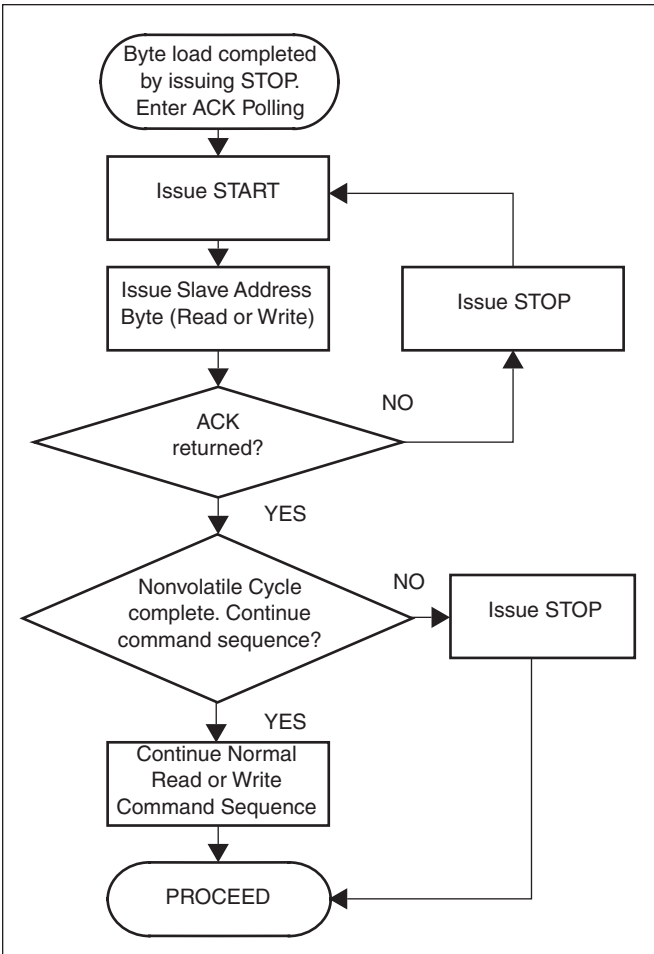 Byte load completed
by issuing STOP.
Enter ACK Polling
Issue START
Issue Slave Address
Byte (Read or Write)
Issue STOP
ACK
returned?
NO
YES
Nonvolatile Cycle
complete. Continue
command sequence?
NO
Issue STOP
YES
Continue Normal
Read or Write
Command Sequence
PROCEED